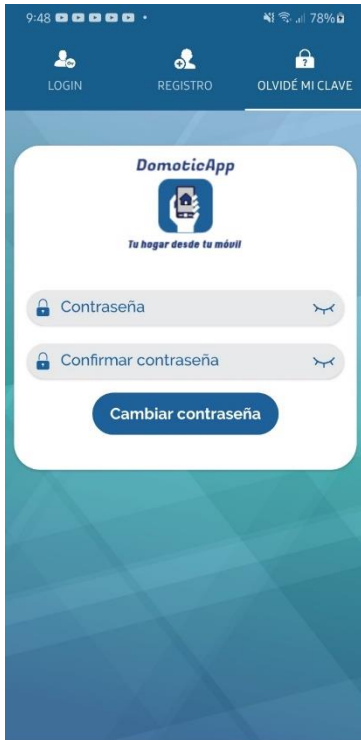 9:48 78%
LOGIN REGISTRO OLVIDÉ MI CLAVE
DomoticApp
Tu hogar desde tu móvil
Contraseña
Confirmar contraseña
Cambiar contraseña